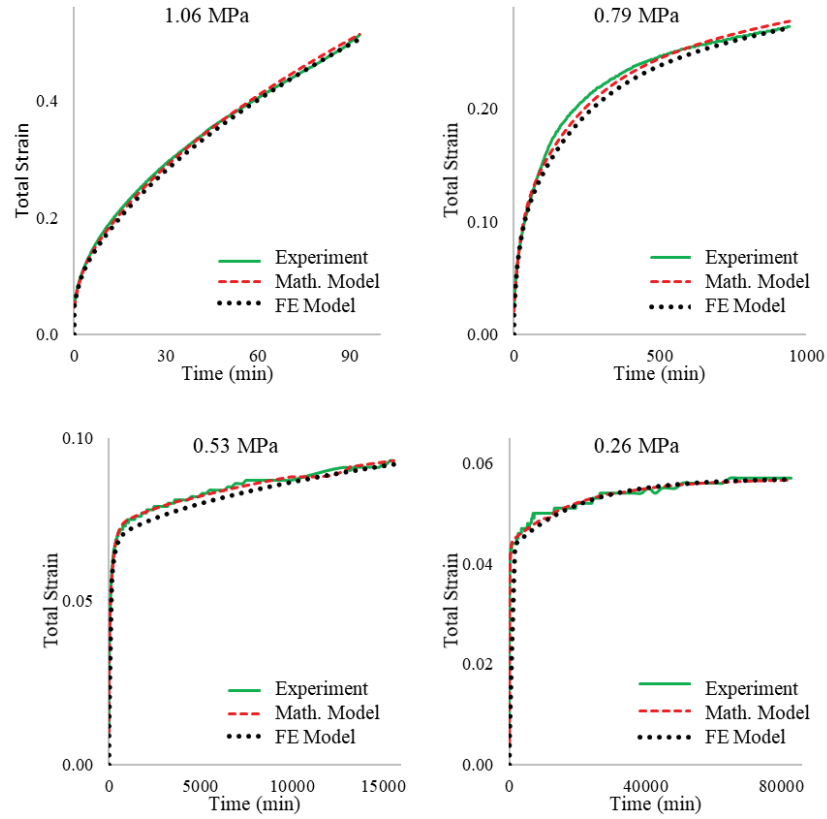 1.06 MPa
Total Strain
0.4
0.2
0.0
Experiment
Math. Model
FE Model
0
30
60
90
Time (min)
0.79 MPa
Total Strain
0.20
0.10
0.00
Experiment
Math. Model
FE Model
0
500
1000
Time (min)
0.53 MPa
Total Strain
0.10
0.05
0.00
Experiment
Math. Model
FE Model
0
5000
10000
15000
Time (min)
0.26 MPa
Total Strain
0.06
0.04
0.02
0.00
Experiment
Math. Model
FE Model
0
40000
80000
Time (min)